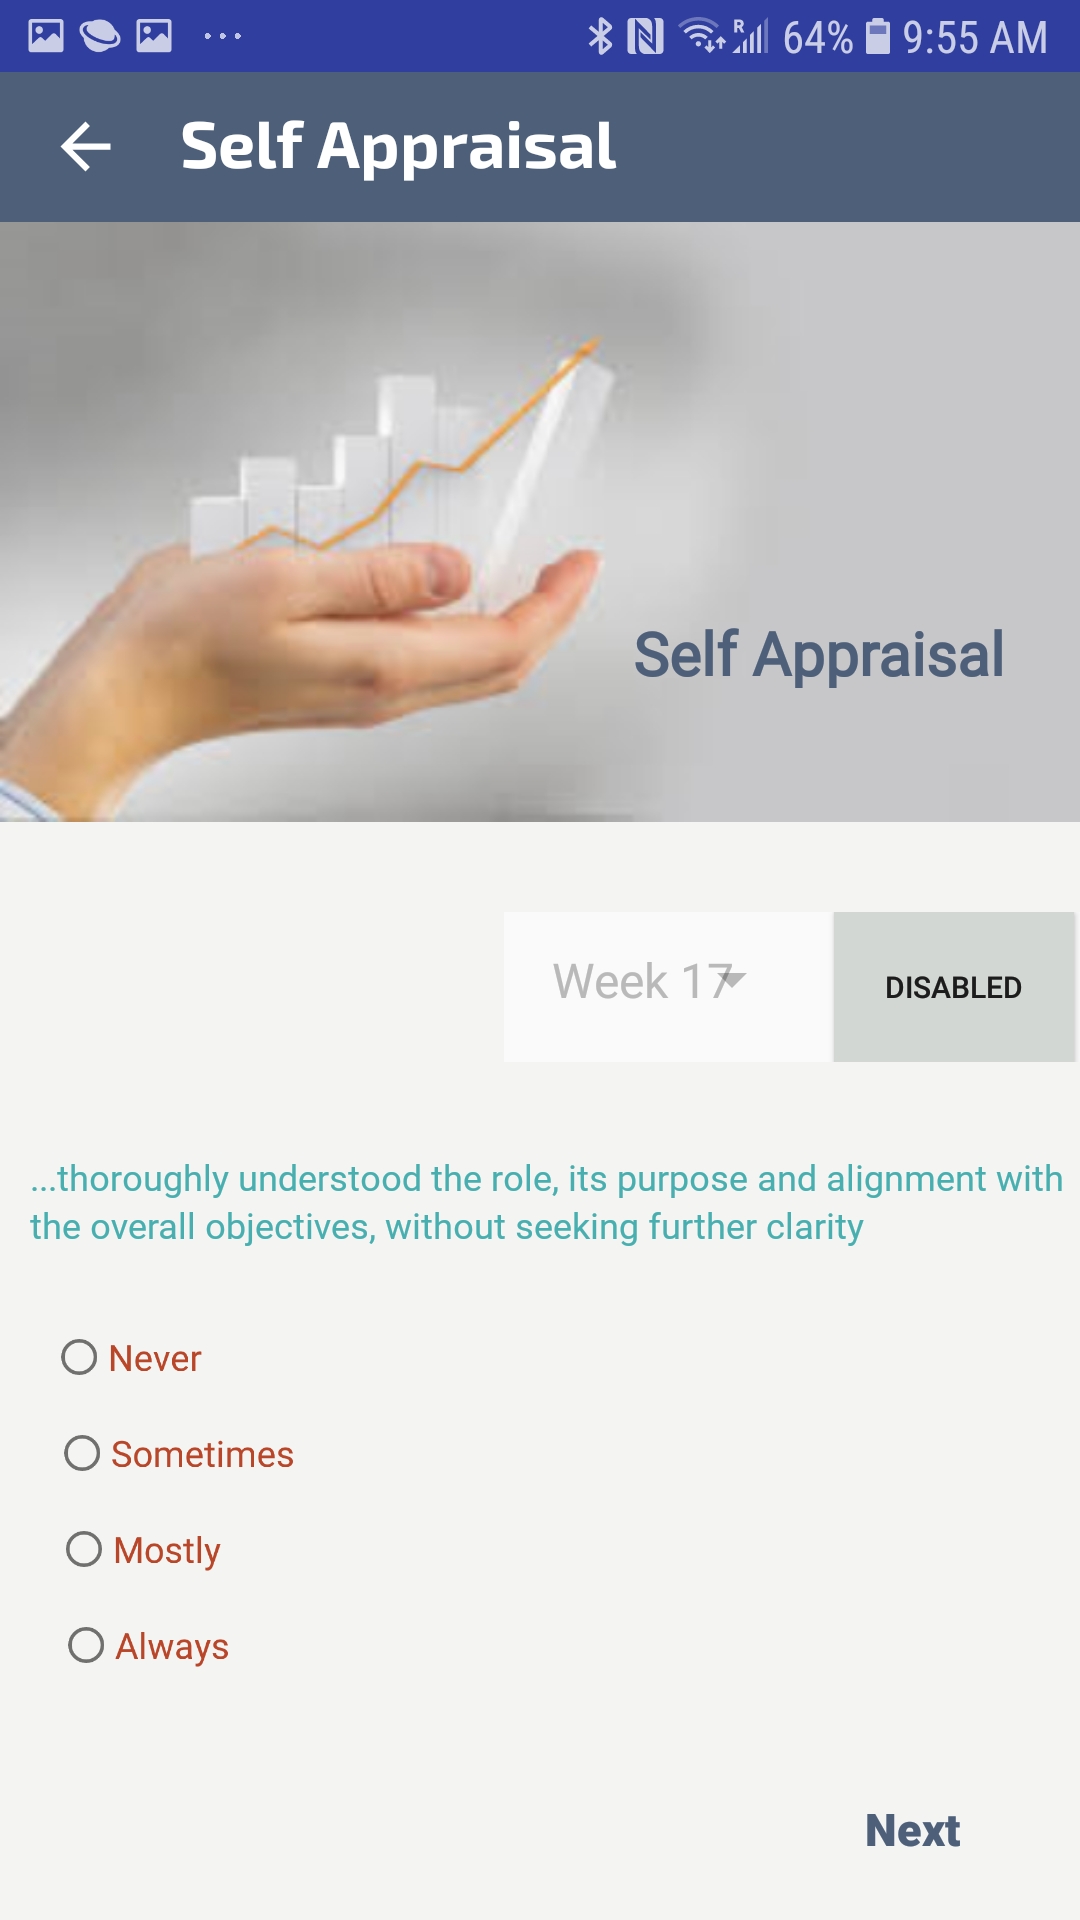 R 64% 9:55 AM
Self Appraisal
Self Appraisal
Week 17
DISABLED
...thoroughly understood the role, its purpose and alignment with
the overall objectives, without seeking further clarity
Never
Sometimes
Mostly
Always
Next